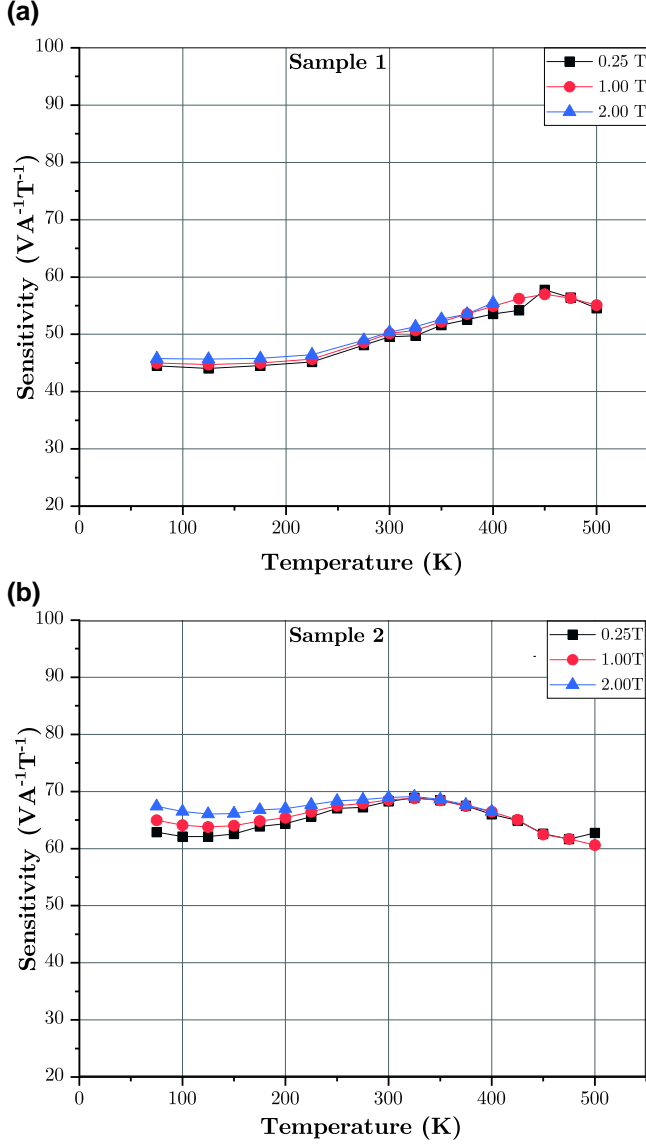 (a)
Sample 1
0.25 T
1.00 T
2.00 T
100
90
80
70
60
50
40
30
20
Sensitivity (VA⁻¹T⁻¹)
0 100 200 300 400 500
Temperature (K)
(b)
Sample 2
0.25T
1.00T
2.00T
100
90
80
70
60
50
40
30
20
Sensitivity (VA⁻¹T⁻¹)
0 100 200 300 400 500
Temperature (K)